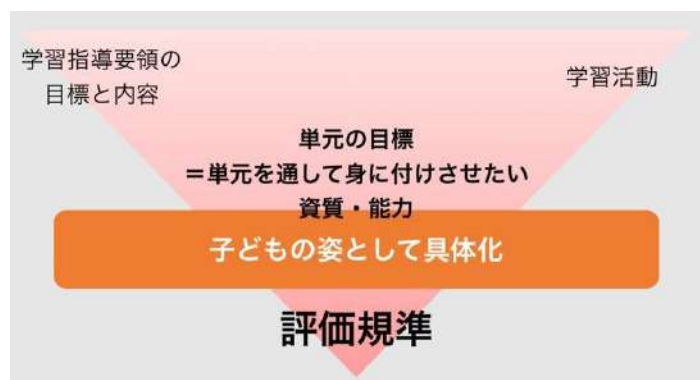 学習指導要領の
目標と内容
学習活動
単元の目標
＝単元を通して身に付けさせたい
資質・能力
子どもの姿として具体化
評価規準